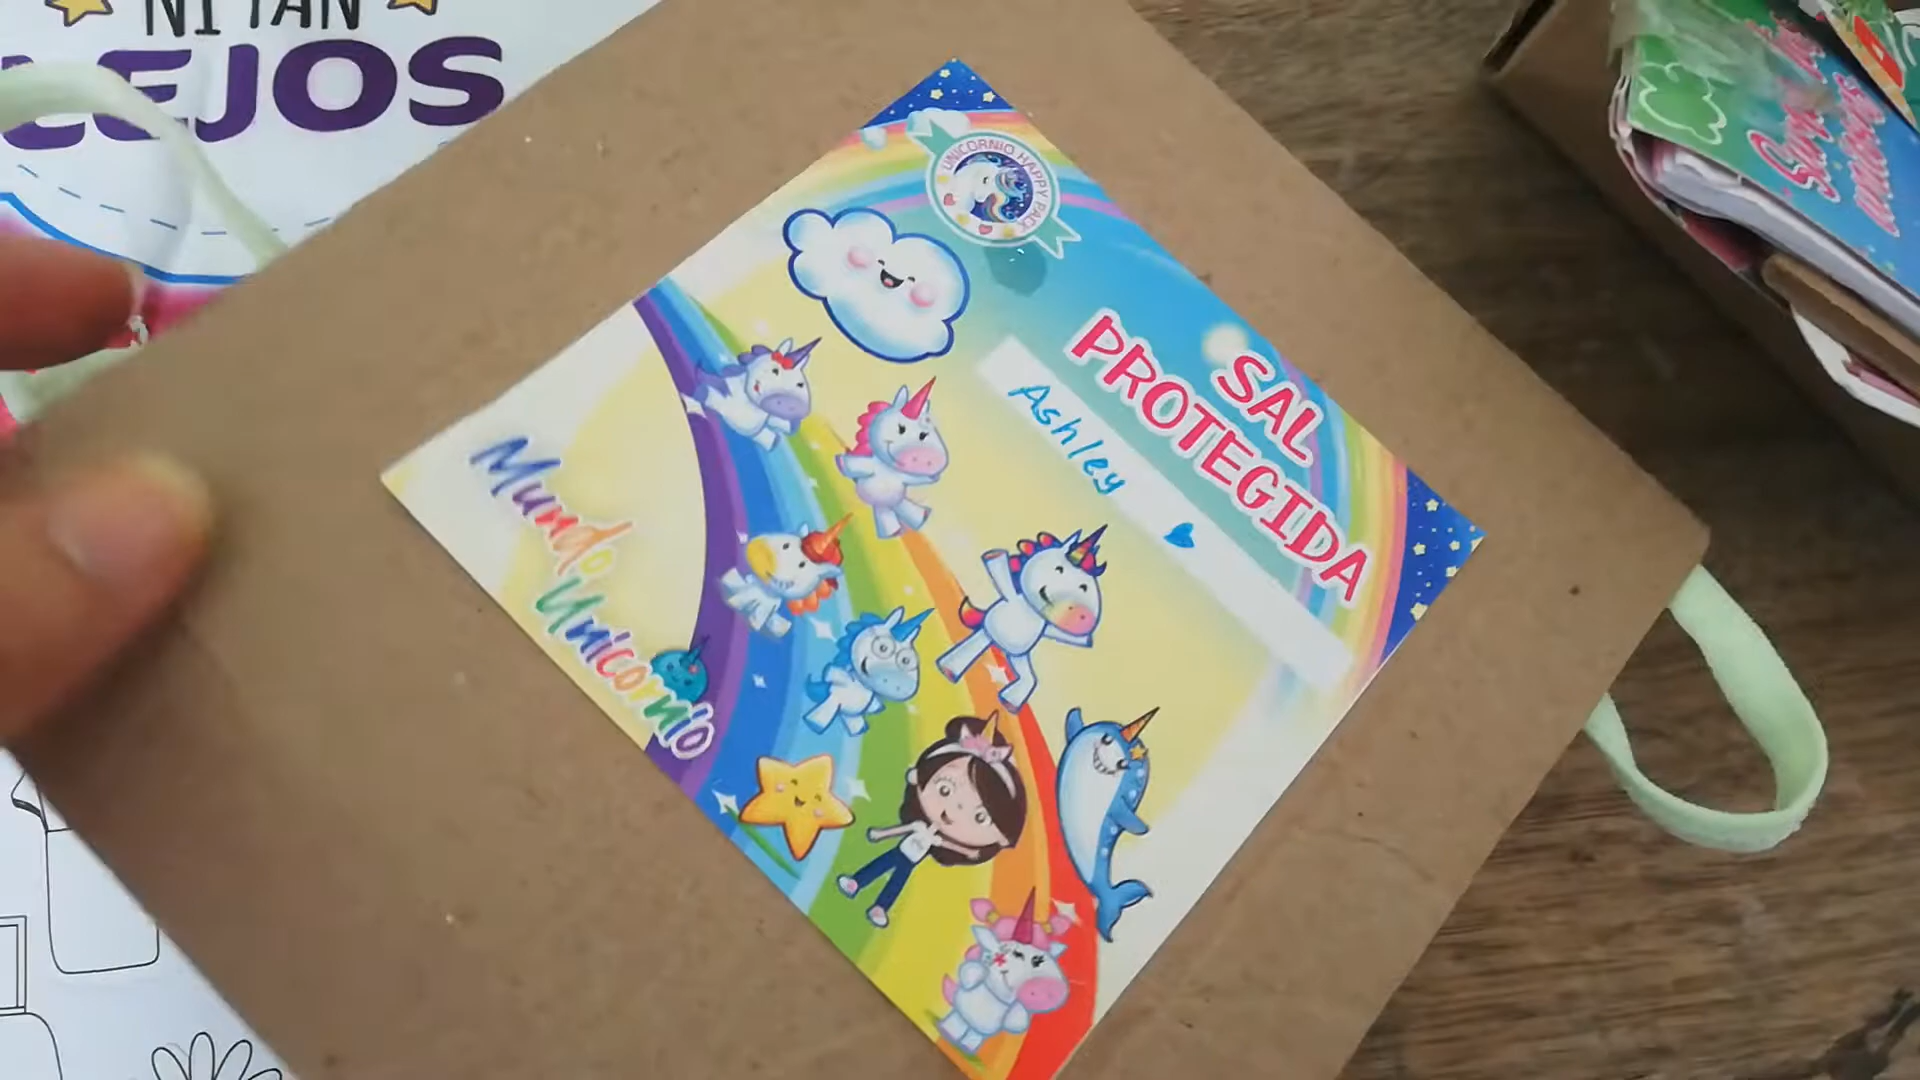 NI TAN
LEJOS
UNICORNIO HAPPY PACK
SAL
PROTEGIDA
Ashley
Mundo
Unicornio